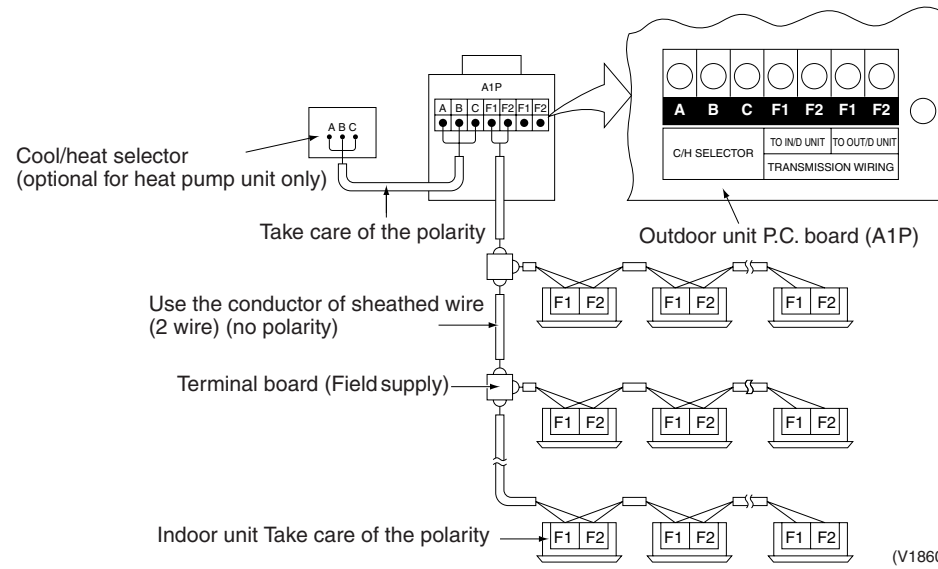 A1P
A B C F1 F2 F1 F2
A B C
Cool/heat selector
(optional for heat pump unit only)
Take care of the polarity
A B C F1 F2 F1 F2
C/H SELECTOR
TO IN/D UNIT
TO OUT/D UNIT
TRANSMISSION WIRING
Outdoor unit P.C. board (A1P)
F1 F2 F1 F2 F1 F2
Use the conductor of sheathed wire
(2 wire) (no polarity)
Terminal board (Field supply)
F1 F2 F1 F2 F1 F2
Indoor unit Take care of the polarity
F1 F2 F1 F2 F1 F2
(V1860